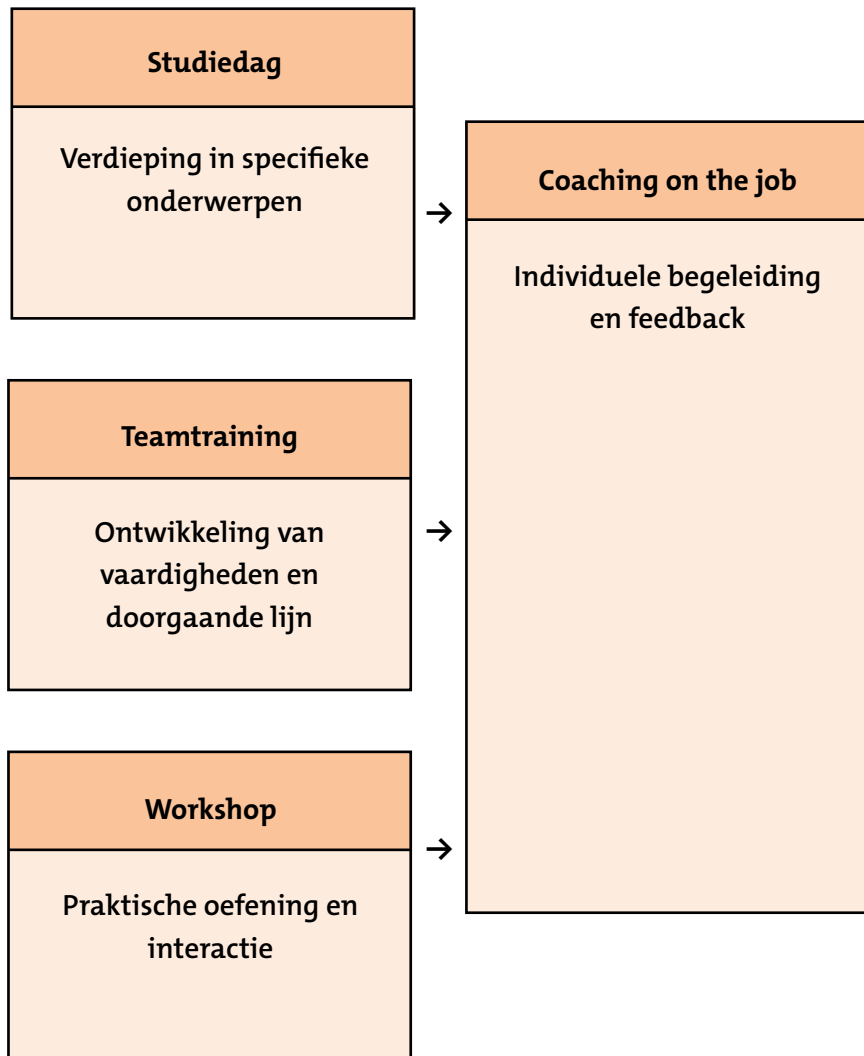 Studiedag
Verdieping in specifieke
onderwerpen
→
Teamtraining
Ontwikkeling van
vaardigheden en
doorgaande lijn
→
Workshop
Praktische oefening en
interactie
→
Coaching on the job
Individuele begeleiding
en feedback